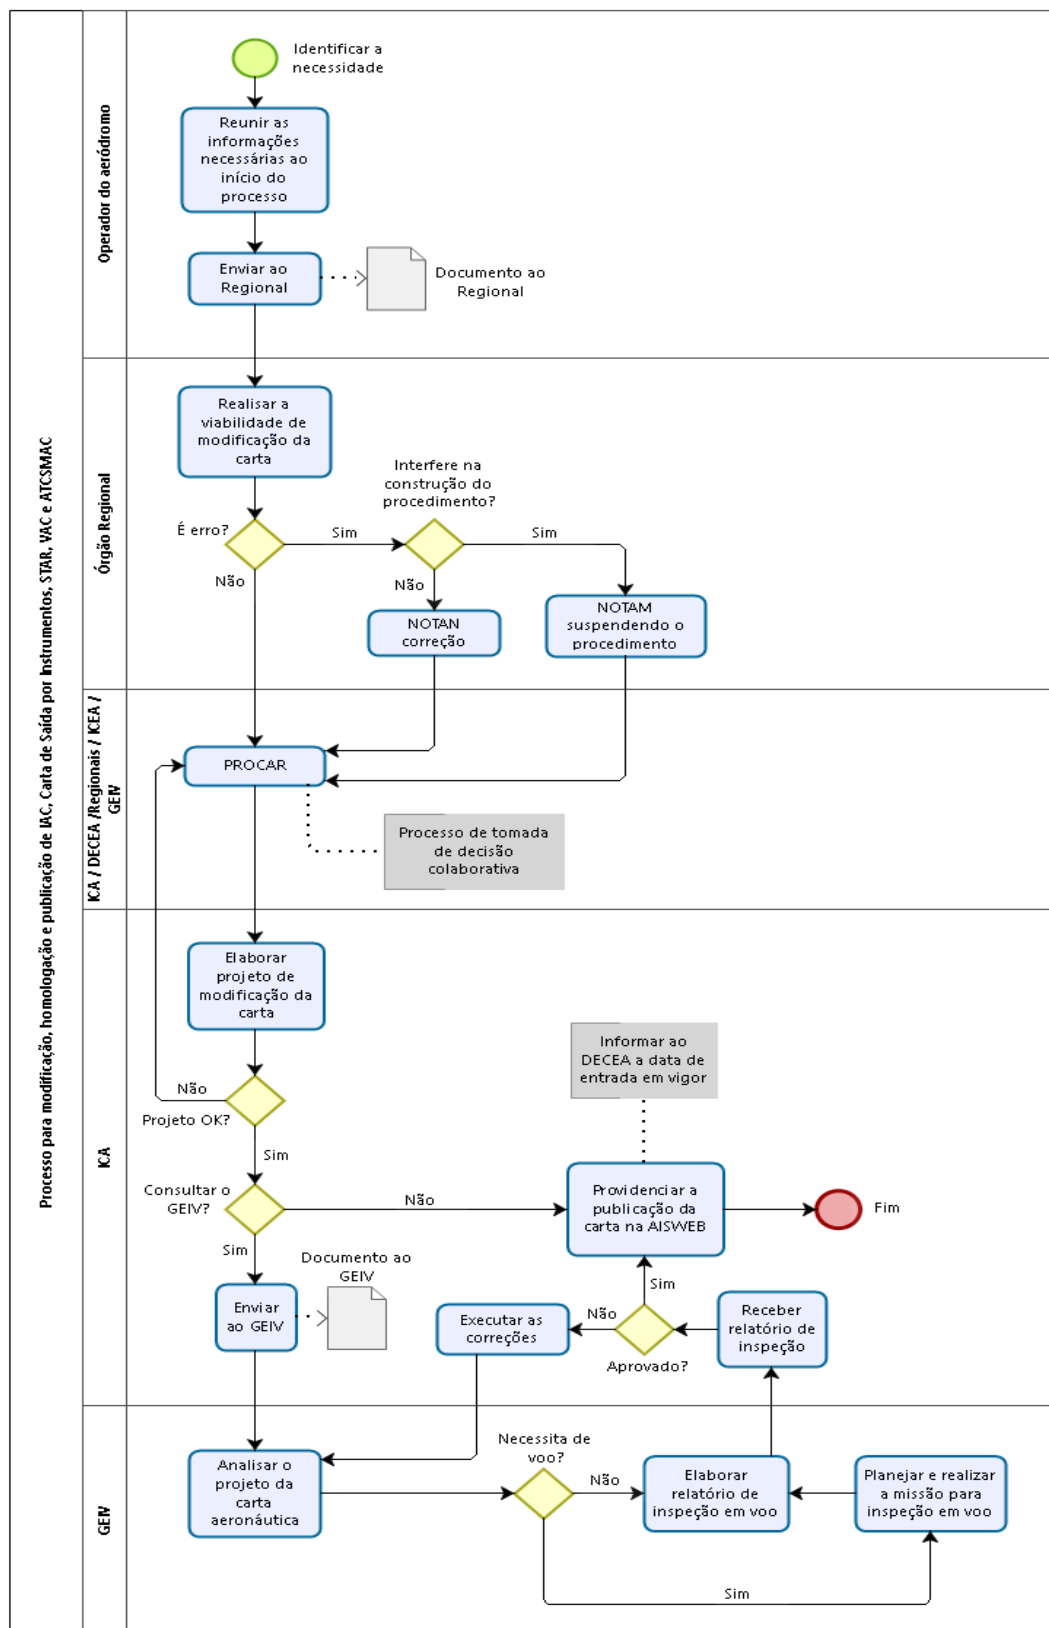 Processo para modificação, homologação e publicação de IAC, Carta de Saída por Instrumentos, STAR, VAC e ATCSMAC
Operador do aeródromo
Identificar a
necessidade
Reunir as
informações
necessárias ao
início do
processo
Enviar ao
Regional
Documento ao
Regional
Órgão Regional
Realisar a
viabilidade de
modificação da
carta
É erro?
Sim
Não
Interfere na
construção do
procedimento?
Sim
Não
NOTAN
correção
NOTAM
suspendendo o
procedimento
ICA / DECEA /Regionais / ICEA /
GEIV
PROCAR
Processo de tomada
de decisão
colaborativa
ICA
Elaborar
projeto de
modificação da
carta
Não
Projeto OK?
Sim
Informar ao
DECEA a data de
entrada em vigor
Consultar o
GEIV?
Não
Sim
Providenciar a
publicação da
carta na AISWEB
Fim
Enviar
ao GEIV
Documento ao
GEIV
Executar as
correções
Não
Sim
Aprovado?
Receber
relatório de
inspeção
GEIV
Analisar o
projeto da
carta
aeronáutica
Necessita de
voo?
Não
Sim
Elaborar
relatório de
inspeção em voo
Planejar e realizar
a missão para
inspeção em voo